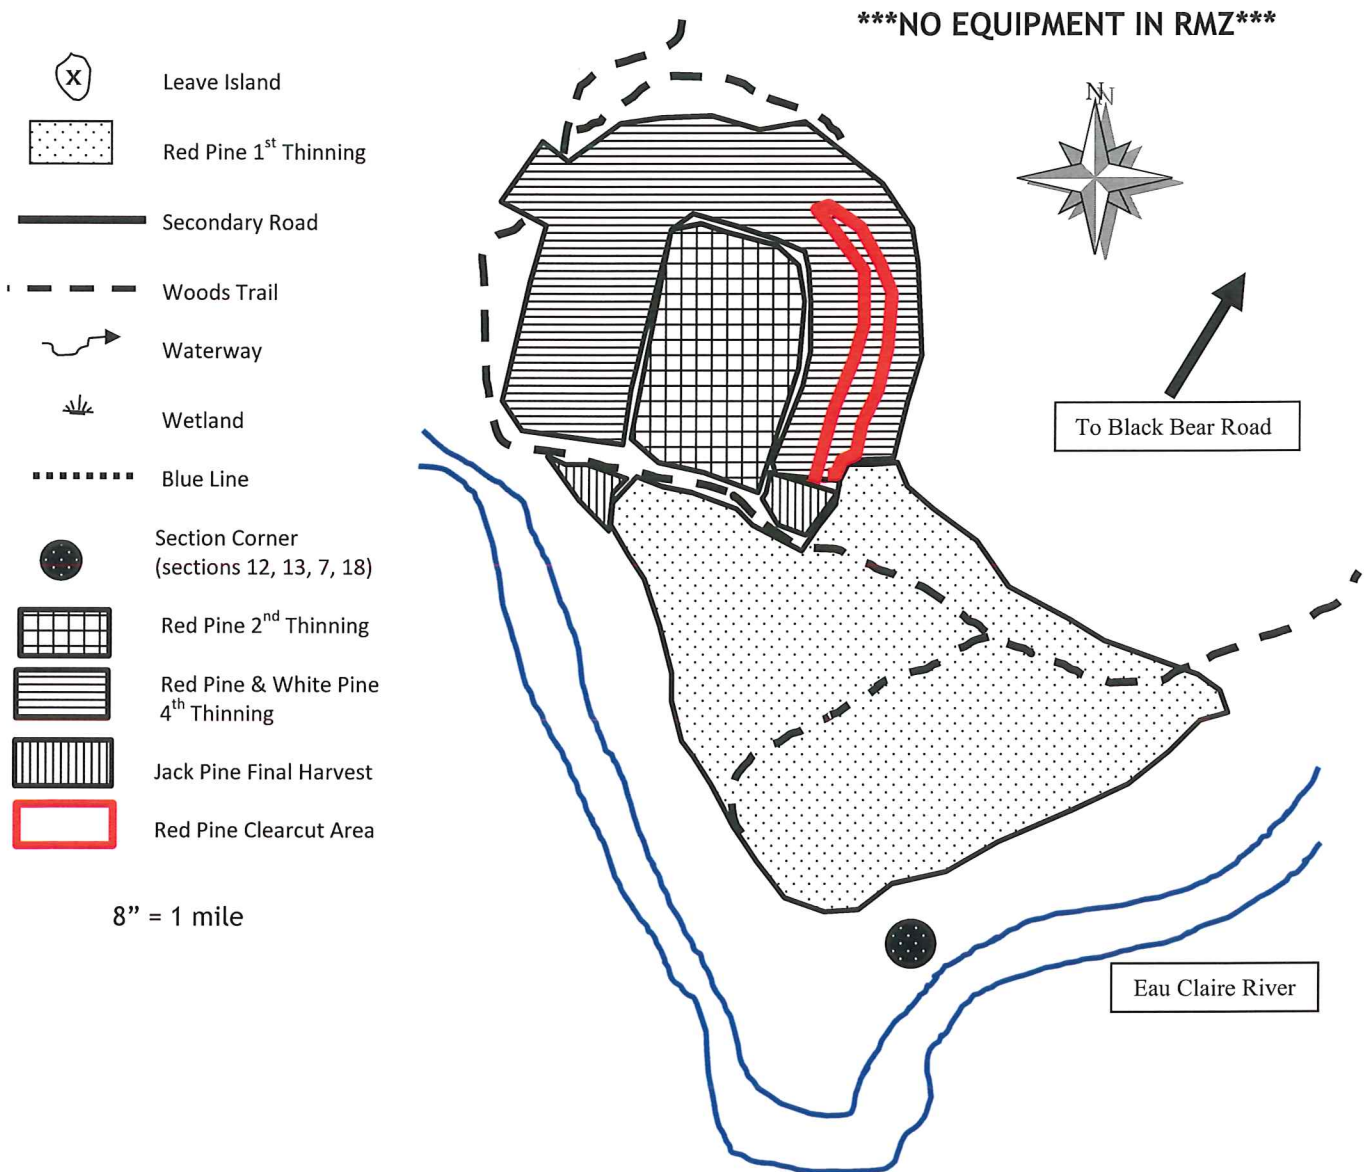 ***NO EQUIPMENT IN RMZ***
X
Leave Island
Red Pine 1st Thinning
Secondary Road
Woods Trail
Waterway
Wetland
Blue Line
Section Corner
(sections 12, 13, 7, 18)
Red Pine 2nd Thinning
Red Pine & White Pine
4th Thinning
Jack Pine Final Harvest
Red Pine Clearcut Area
8” = 1 mile
N
N
To Black Bear Road
Eau Claire River